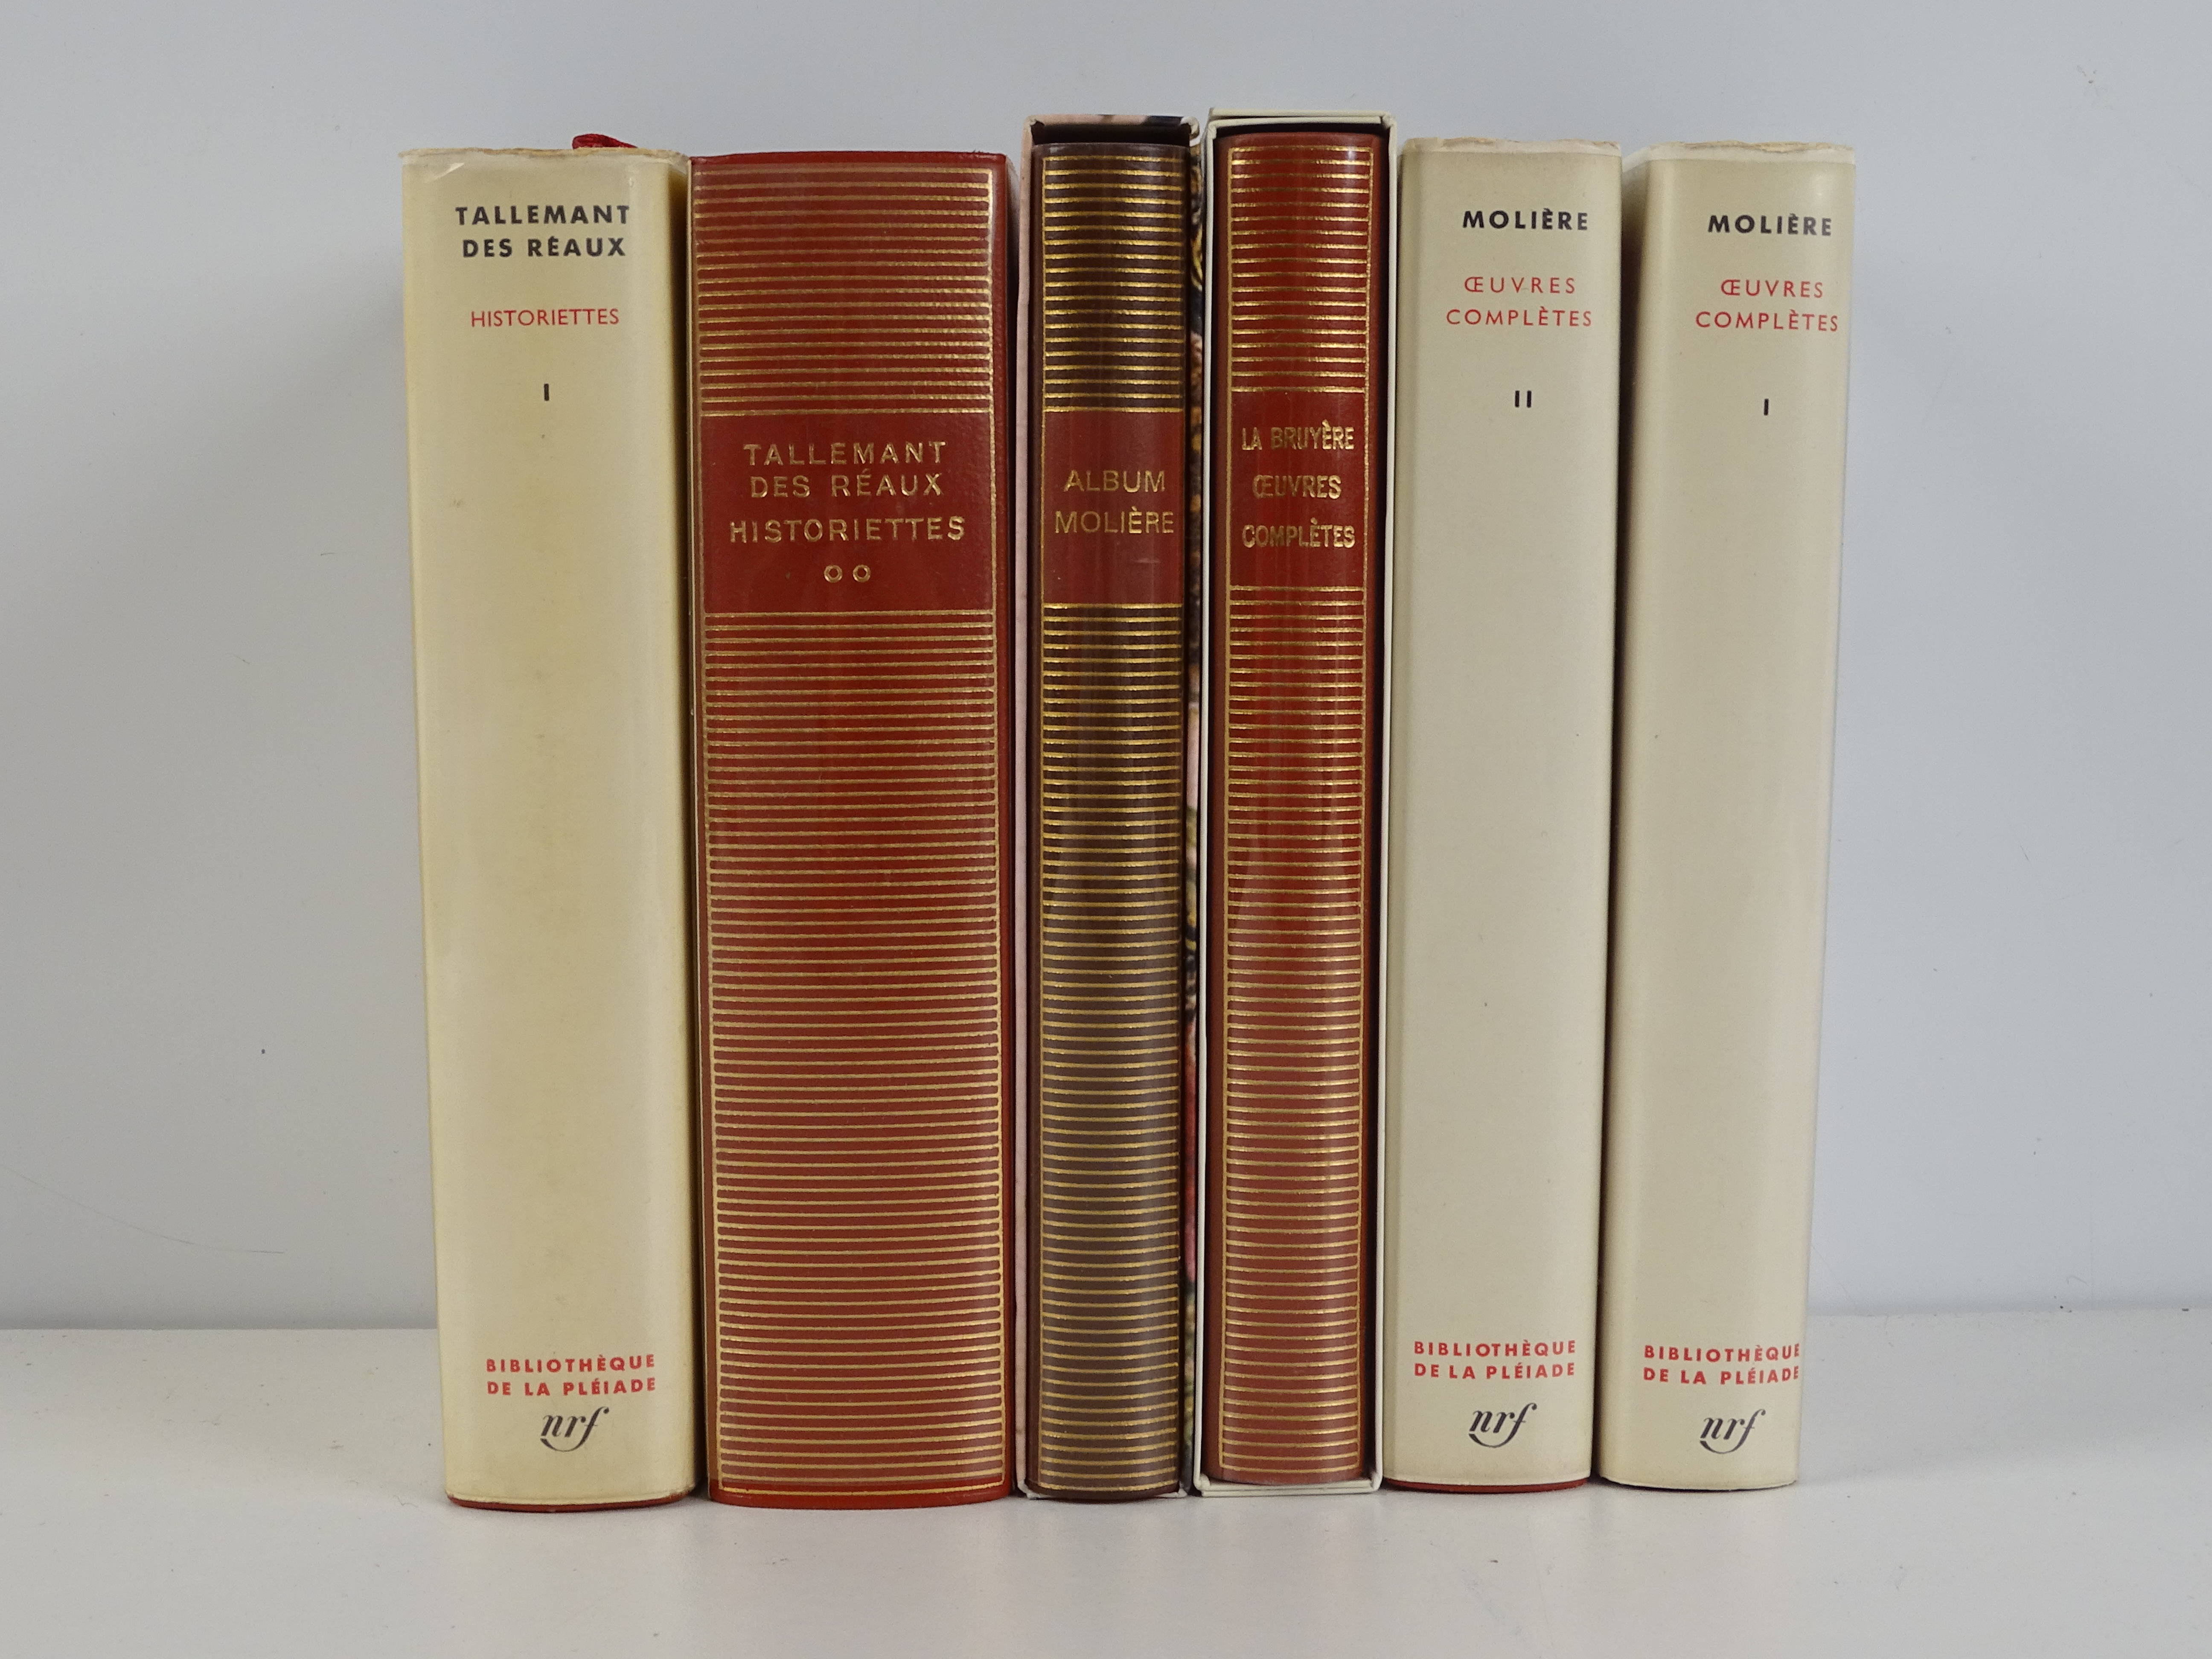 TALLEMANT
DES RÉAUX
HISTORIETTES
I
BIBLIOTHÈQUE
DE LA PLÉIADE
nrf
TALLEMANT
DES RÉAUX
HISTORIETTES
ALBUM
MOLIÈRE
LA BRUYÈRE
ŒUVRES
COMPLÈTES
MOLIÈRE
ŒUVRES
COMPLÈTES
II
BIBLIOTHÈQUE
DE LA PLÉIADE
nrf
MOLIÈRE
ŒUVRES
COMPLÈTES
I
BIBLIOTHÈQUE
DE LA PLÉIADE
nrf